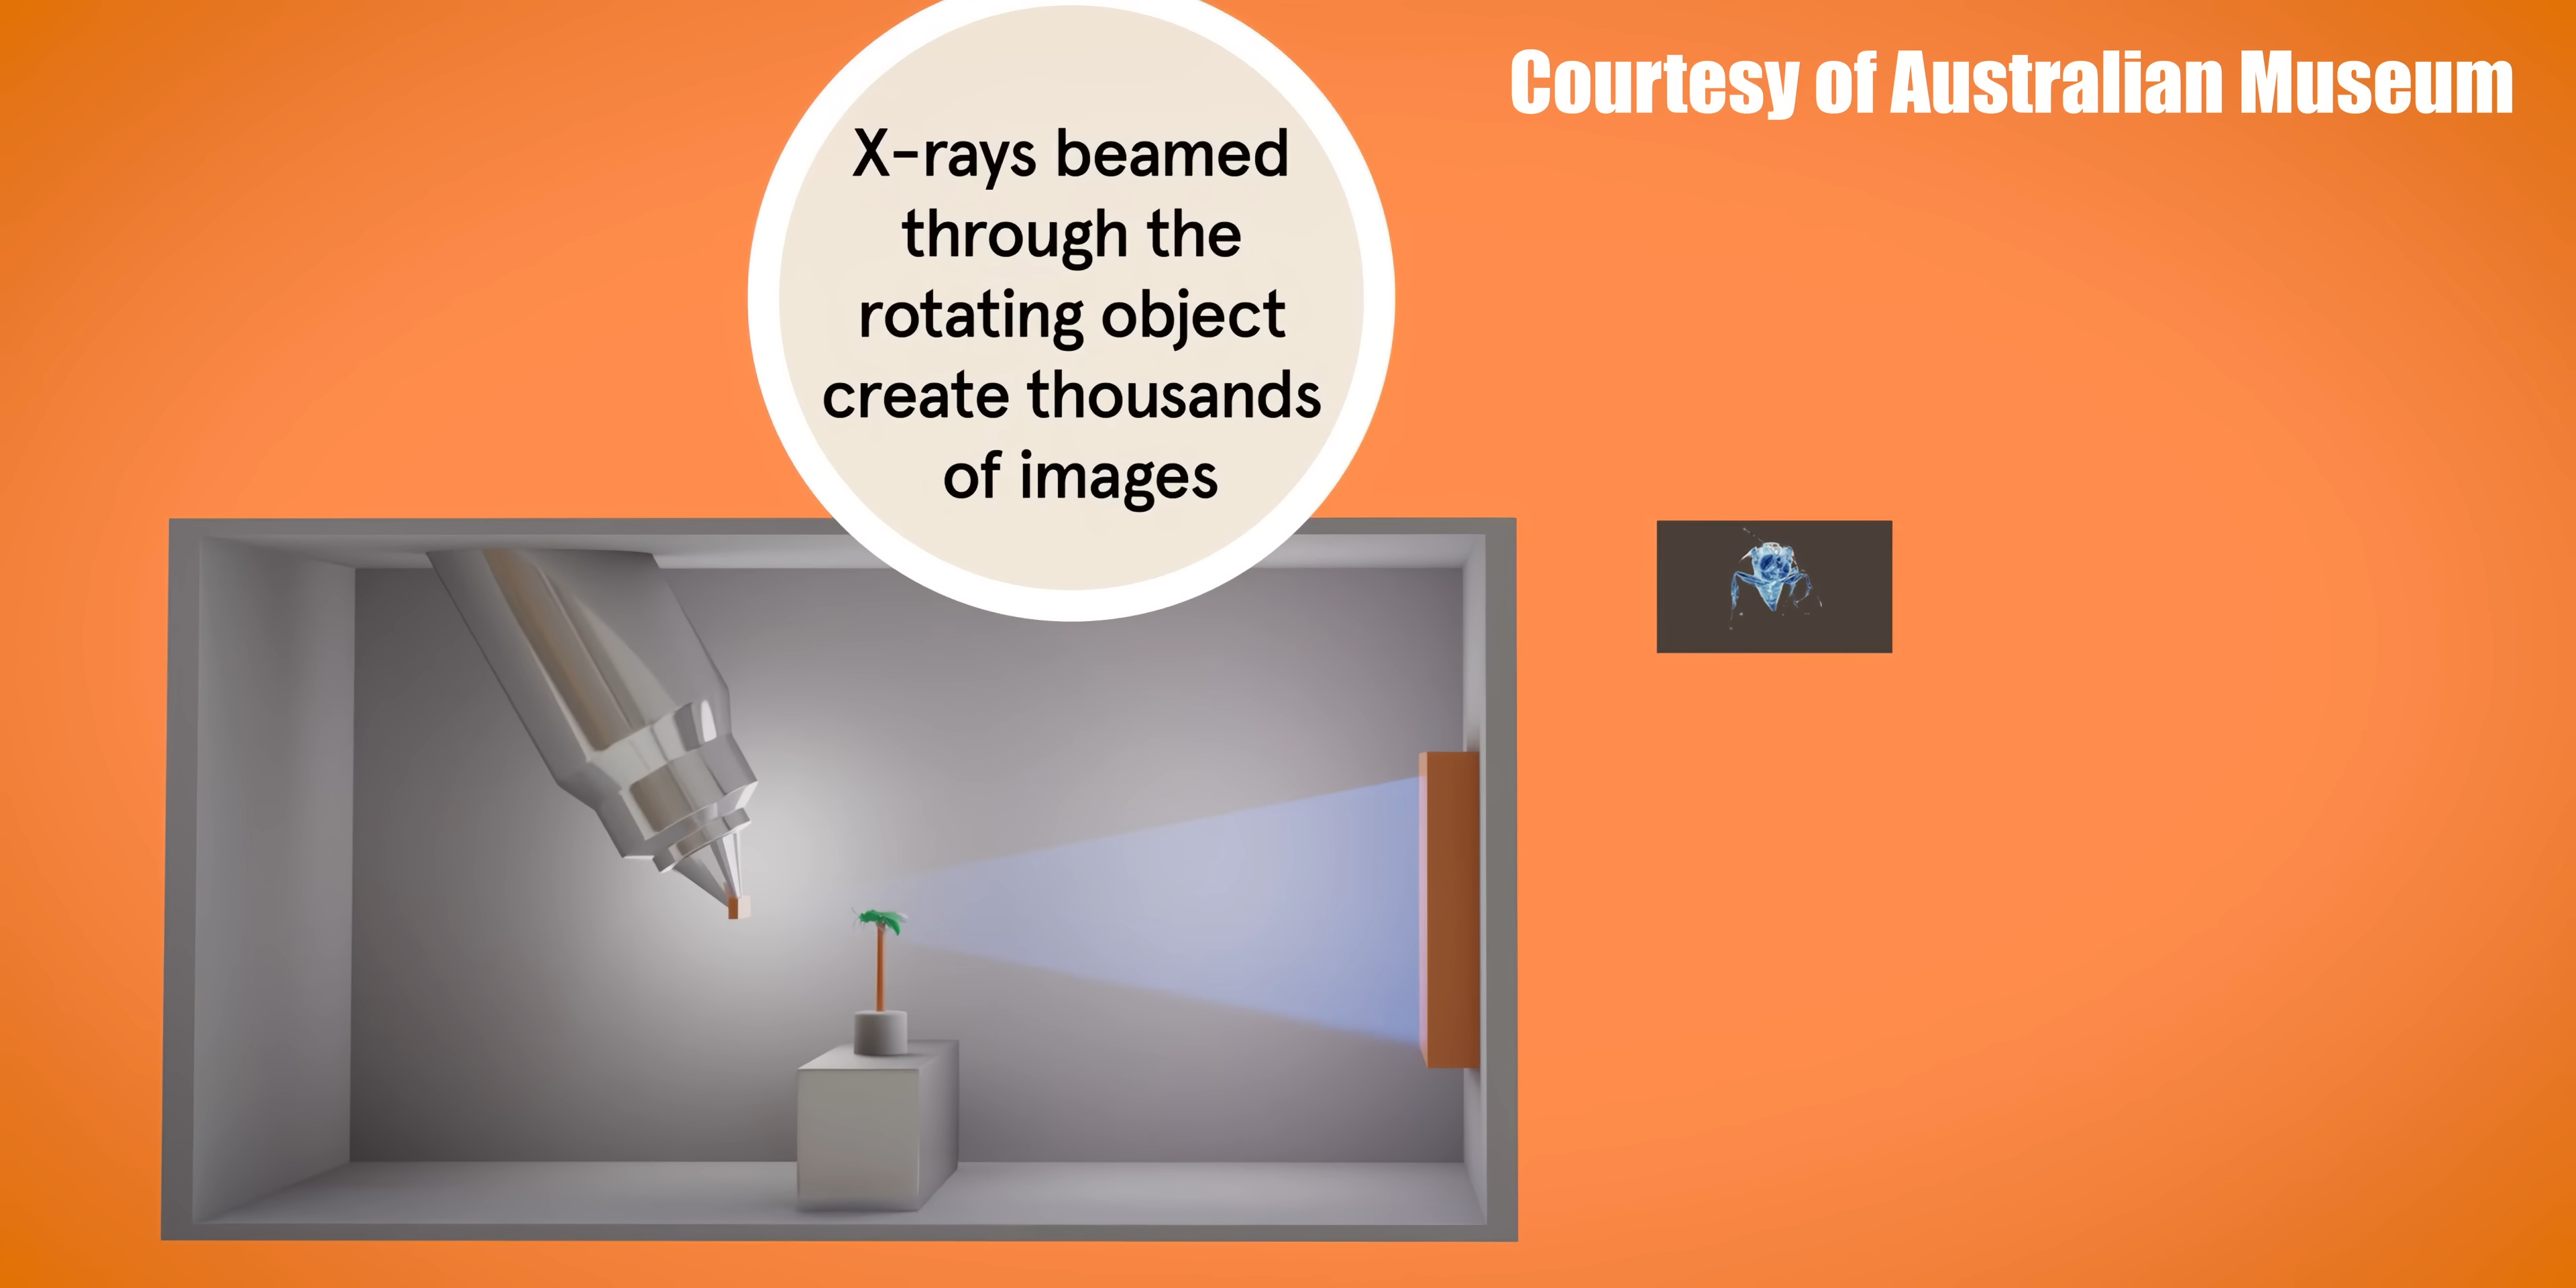 Courtesy of Australian Museum
X-rays beamed
through the
rotating object
create thousands
of images